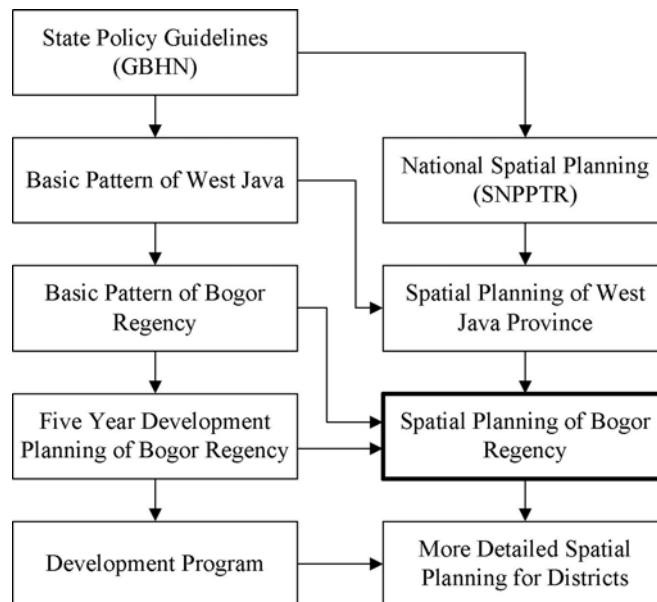 State Policy Guidelines
(GBHN)
Basic Pattern of West Java
National Spatial Planning
(SNPPTR)
Basic Pattern of Bogor
Regency
Spatial Planning of West
Java Province
Five Year Development
Planning of Bogor Regency
Spatial Planning of Bogor
Regency
Development Program
More Detailed Spatial
Planning for Districts